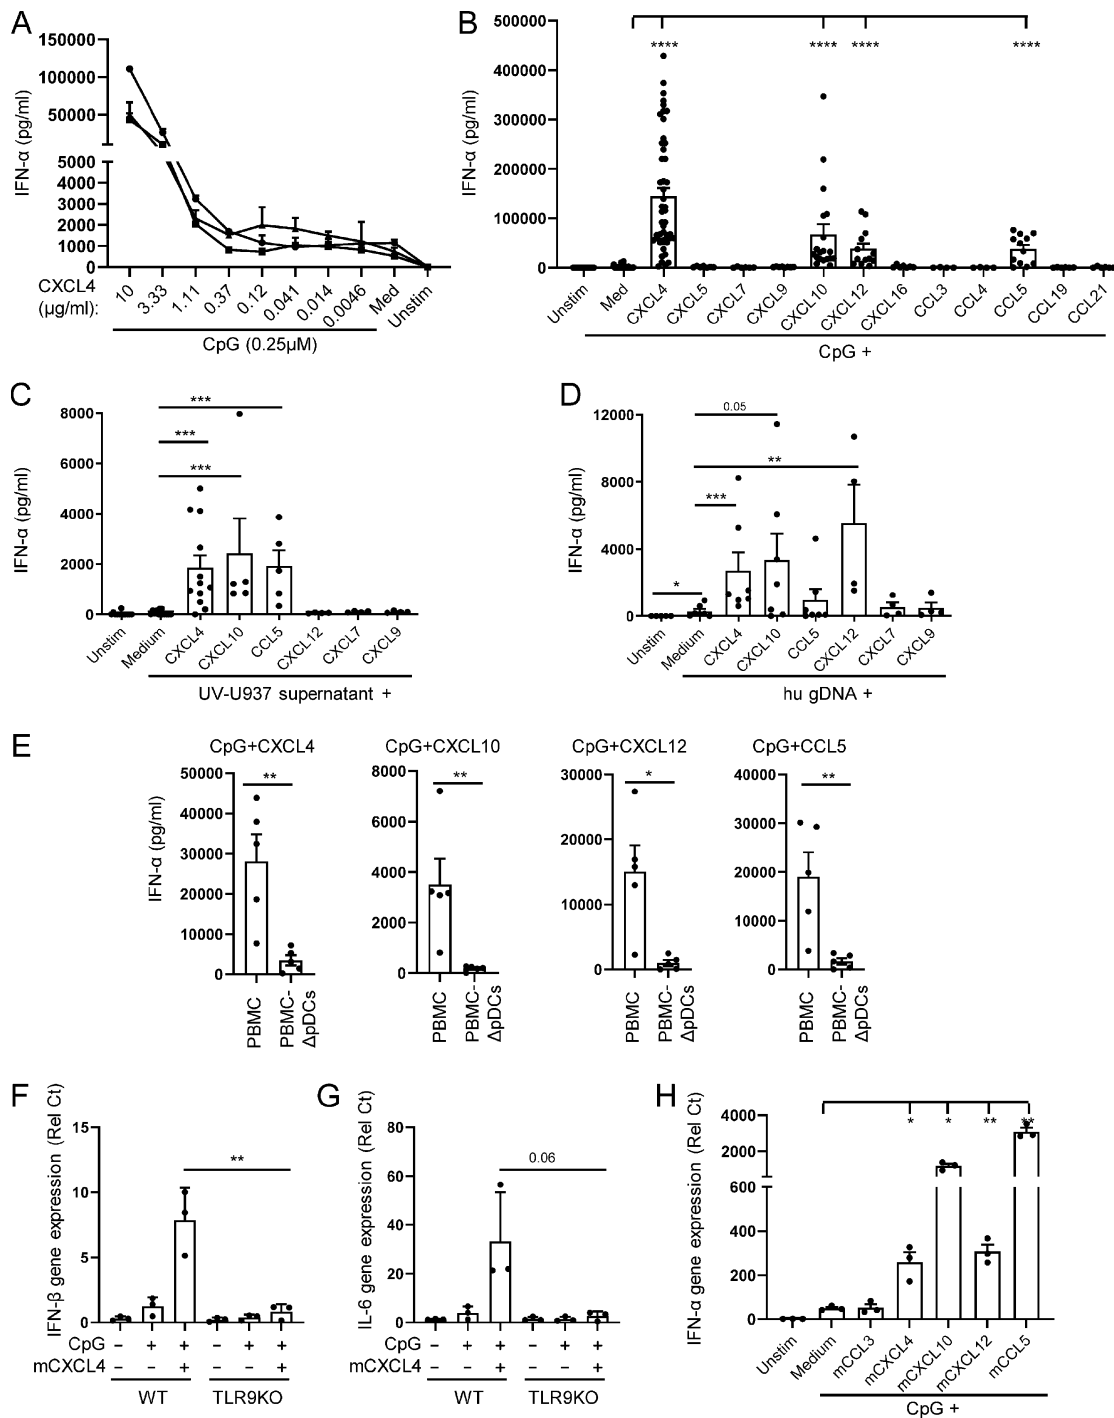 A
IFN-α (pg/ml)
150000
100000
50000
5000
4000
3000
2000
1000
0
CXCL4
(µg/ml):
10
3.33
1.11
0.37
0.12
0.041
0.014
0.0046
Med
Unstim
CpG (0.25µM)
B
IFN-α (pg/ml)
500000
400000
300000
200000
100000
0
**** **** **** ****
Unstim
Med
CXCL4
CXCL5
CXCL7
CXCL9
CXCL10
CXCL12
CXCL16
CCL3
CCL4
CCL5
CCL19
CCL21
CpG +
C
IFN-α (pg/ml)
8000
6000
4000
2000
0
***
***
***
Unstim
Medium
CXCL4
CXCL10
CCL5
CXCL12
CXCL7
CXCL9
UV-U937 supernatant +
D
IFN-α (pg/ml)
12000
8000
4000
0
0.05
**
***
*
Unstim
Medium
CXCL4
CXCL10
CCL5
CXCL12
CXCL7
CXCL9
hu gDNA +
E
IFN-α (pg/ml)
CpG+CXCL4
50000
40000
30000
20000
10000
0
**
PBMC
PBMC-
ΔpDCs
CpG+CXCL10
8000
6000
4000
2000
0
**
PBMC
PBMC-
ΔpDCs
CpG+CXCL12
30000
20000
10000
0
*
PBMC
PBMC-
ΔpDCs
CpG+CCL5
40000
30000
20000
10000
0
**
PBMC
PBMC-
ΔpDCs
F
IFN-β gene expression (Rel Ct)
15
10
5
0
**
CpG - + + - + +
mCXCL4 - - + - - +
WT TLR9KO
G
IL-6 gene expression (Rel Ct)
80
60
40
20
0
0.06
CpG - + + - + +
mCXCL4 - - + - - +
WT TLR9KO
H
IFN-α gene expression (Rel Ct)
4000
2000
600
400
200
0
* * ** **
Unstim
Medium
mCCL3
mCXCL4
mCXCL10
mCXCL12
mCCL5
CpG +